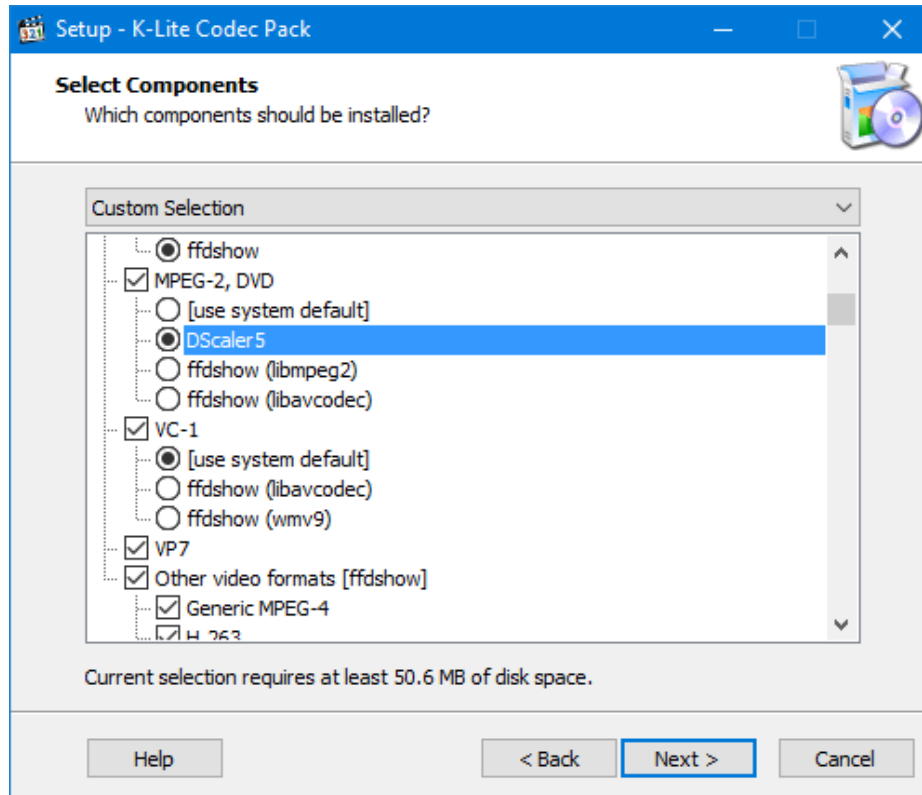 Setup - K-Lite Codec Pack
Select Components
Which components should be installed?
Custom Selection
ffdshow
MPEG-2, DVD
[use system default]
DScaler5
ffdshow (libmpeg2)
ffdshow (libavcodec)
VC-1
[use system default]
ffdshow (libavcodec)
ffdshow (wmv9)
VP7
Other video formats [ffdshow]
Generic MPEG-4
H.263
Current selection requires at least 50.6 MB of disk space.
Help
< Back
Next >
Cancel